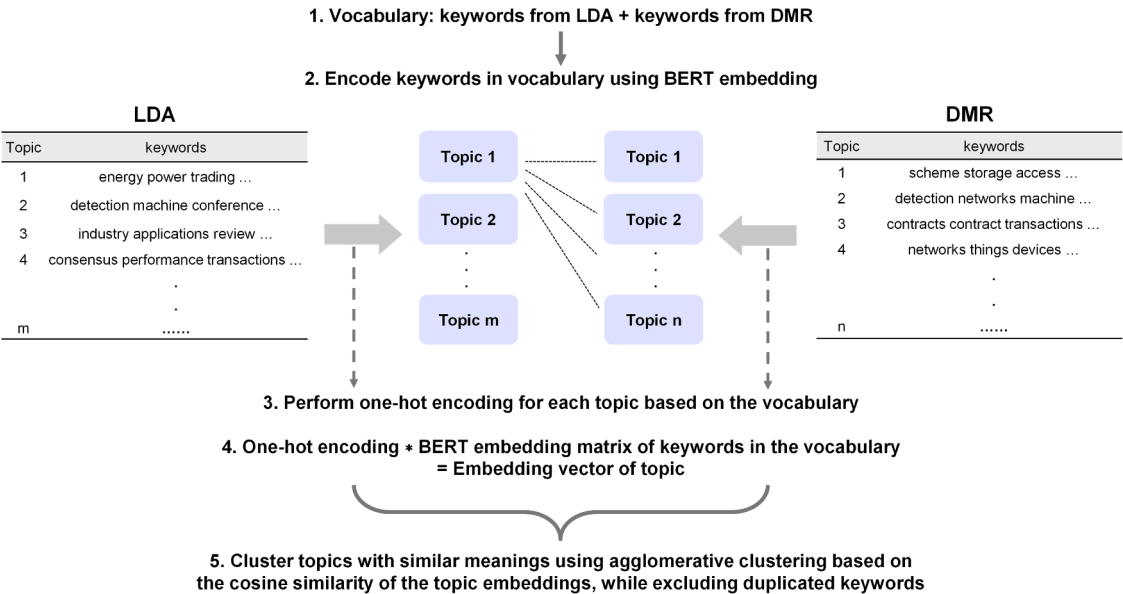 1. Vocabulary: keywords from LDA + keywords from DMR
2. Encode keywords in vocabulary using BERT embedding
LDA
Topic keywords
1 energy power trading ...
2 detection machine conference ...
3 industry applications review ...
4 consensus performance transactions ...
.
.
m ......
Topic 1
Topic 2
.
.
.
Topic m
Topic 1
Topic 2
.
.
.
Topic n
DMR
Topic keywords
1 scheme storage access ...
2 detection networks machine ...
3 contracts contract transactions ...
4 networks things devices ...
.
.
n ......
3. Perform one-hot encoding for each topic based on the vocabulary
4. One-hot encoding * BERT embedding matrix of keywords in the vocabulary
= Embedding vector of topic
5. Cluster topics with similar meanings using agglomerative clustering based on
the cosine similarity of the topic embeddings, while excluding duplicated keywords